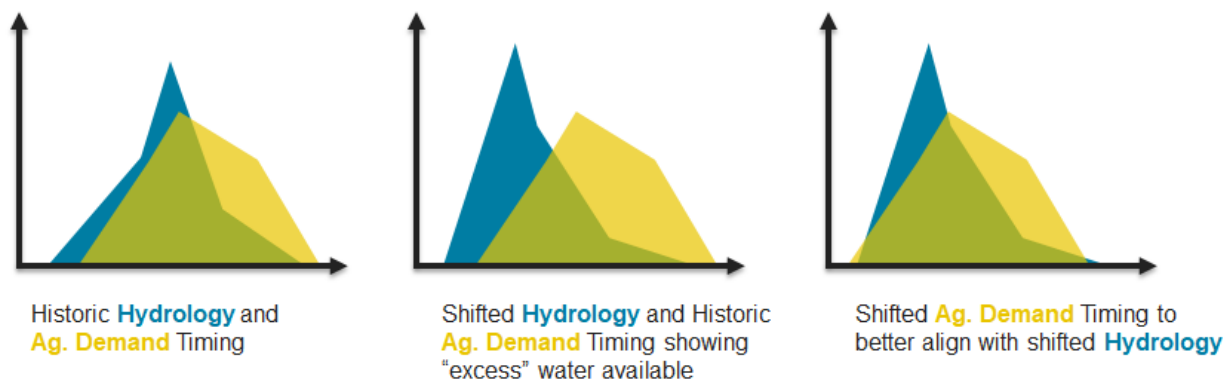 Historic Hydrology and
Ag. Demand Timing
Shifted Hydrology and Historic
Ag. Demand Timing showing
“excess” water available
Shifted Ag. Demand Timing to
better align with shifted Hydrology